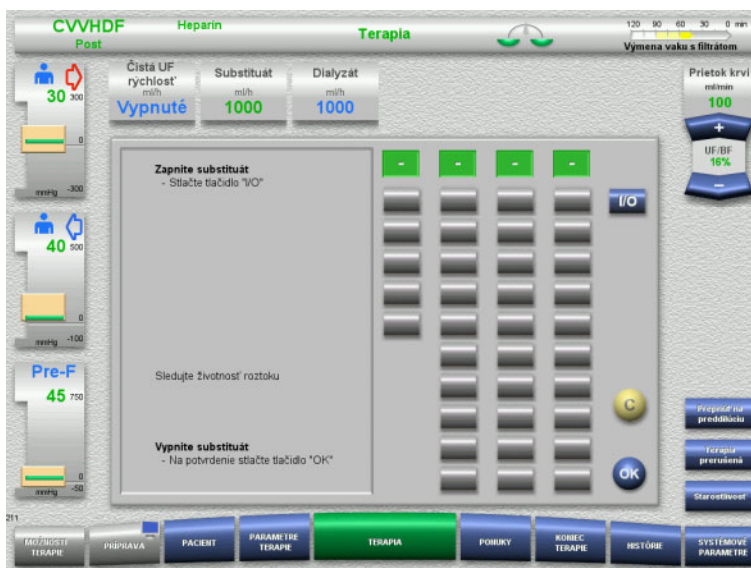 CVVHDF
Post
Heparin
Terapia
120 90 60 30 0 min
Výmena vaku s filtrátom
30 300
0
mmHg -300
40 500
0
mmHg -100
Pre-F
45 750
0
mmHg -50
Čistá UF
rýchlosť
ml/h
Vypnuté
Substituát
ml/h
1000
Dialyzát
ml/h
1000
Prietok krvi
ml/min
100
+
UF/BF
16%
–
Zapnite substituát
- Stlačte tlačidlo "I/O"
Sledujte životnosť roztoku
Vypnite substituát
- Na potvrdenie stlačte tlačidlo "OK"
- - - -
I/O
C
OK
Prepnúť na
predilúciu
Terapia
prerušená
Starostlivosť
211
MOŽNOSTI
TERAPIE
PRÍPRAVA
PACIENT
PARAMETRE
TERAPIE
TERAPIA
PONUKY
KONIEC
TERAPIE
HISTÓRIE
SYSTÉMOVÉ
PARAMETRE